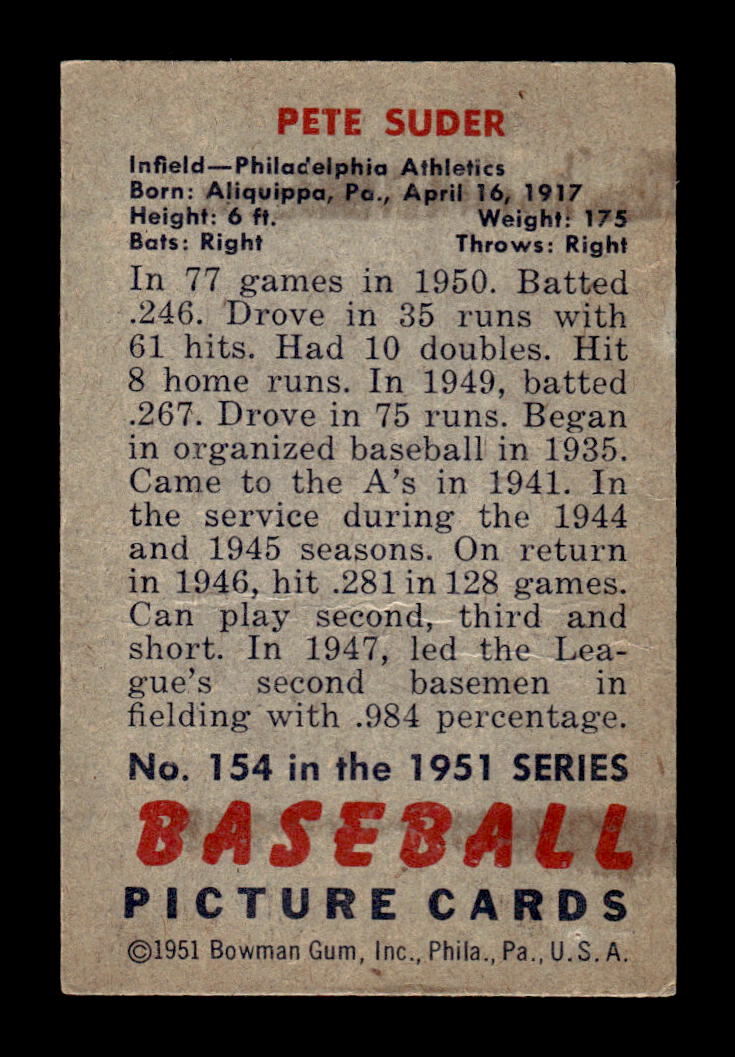 PETE SUDER
Infield—Philadelphia Athletics
Born: Aliquippa, Pa., April 16, 1917
Height: 6 ft. Weight: 175
Bats: Right Throws: Right
In 77 games in 1950. Batted
.246. Drove in 35 runs with
61 hits. Had 10 doubles. Hit
8 home runs. In 1949, batted
.267. Drove in 75 runs. Began
in organized baseball in 1935.
Came to the A's in 1941. In
the service during the 1944
and 1945 seasons. On return
in 1946, hit .281 in 128 games.
Can play second, third and
short. In 1947, led the Lea-
gue's second basemen in
fielding with .984 percentage.
No. 154 in the 1951 SERIES
BASEBALL
PICTURE CARDS
©1951 Bowman Gum, Inc., Phila., Pa., U.S.A.